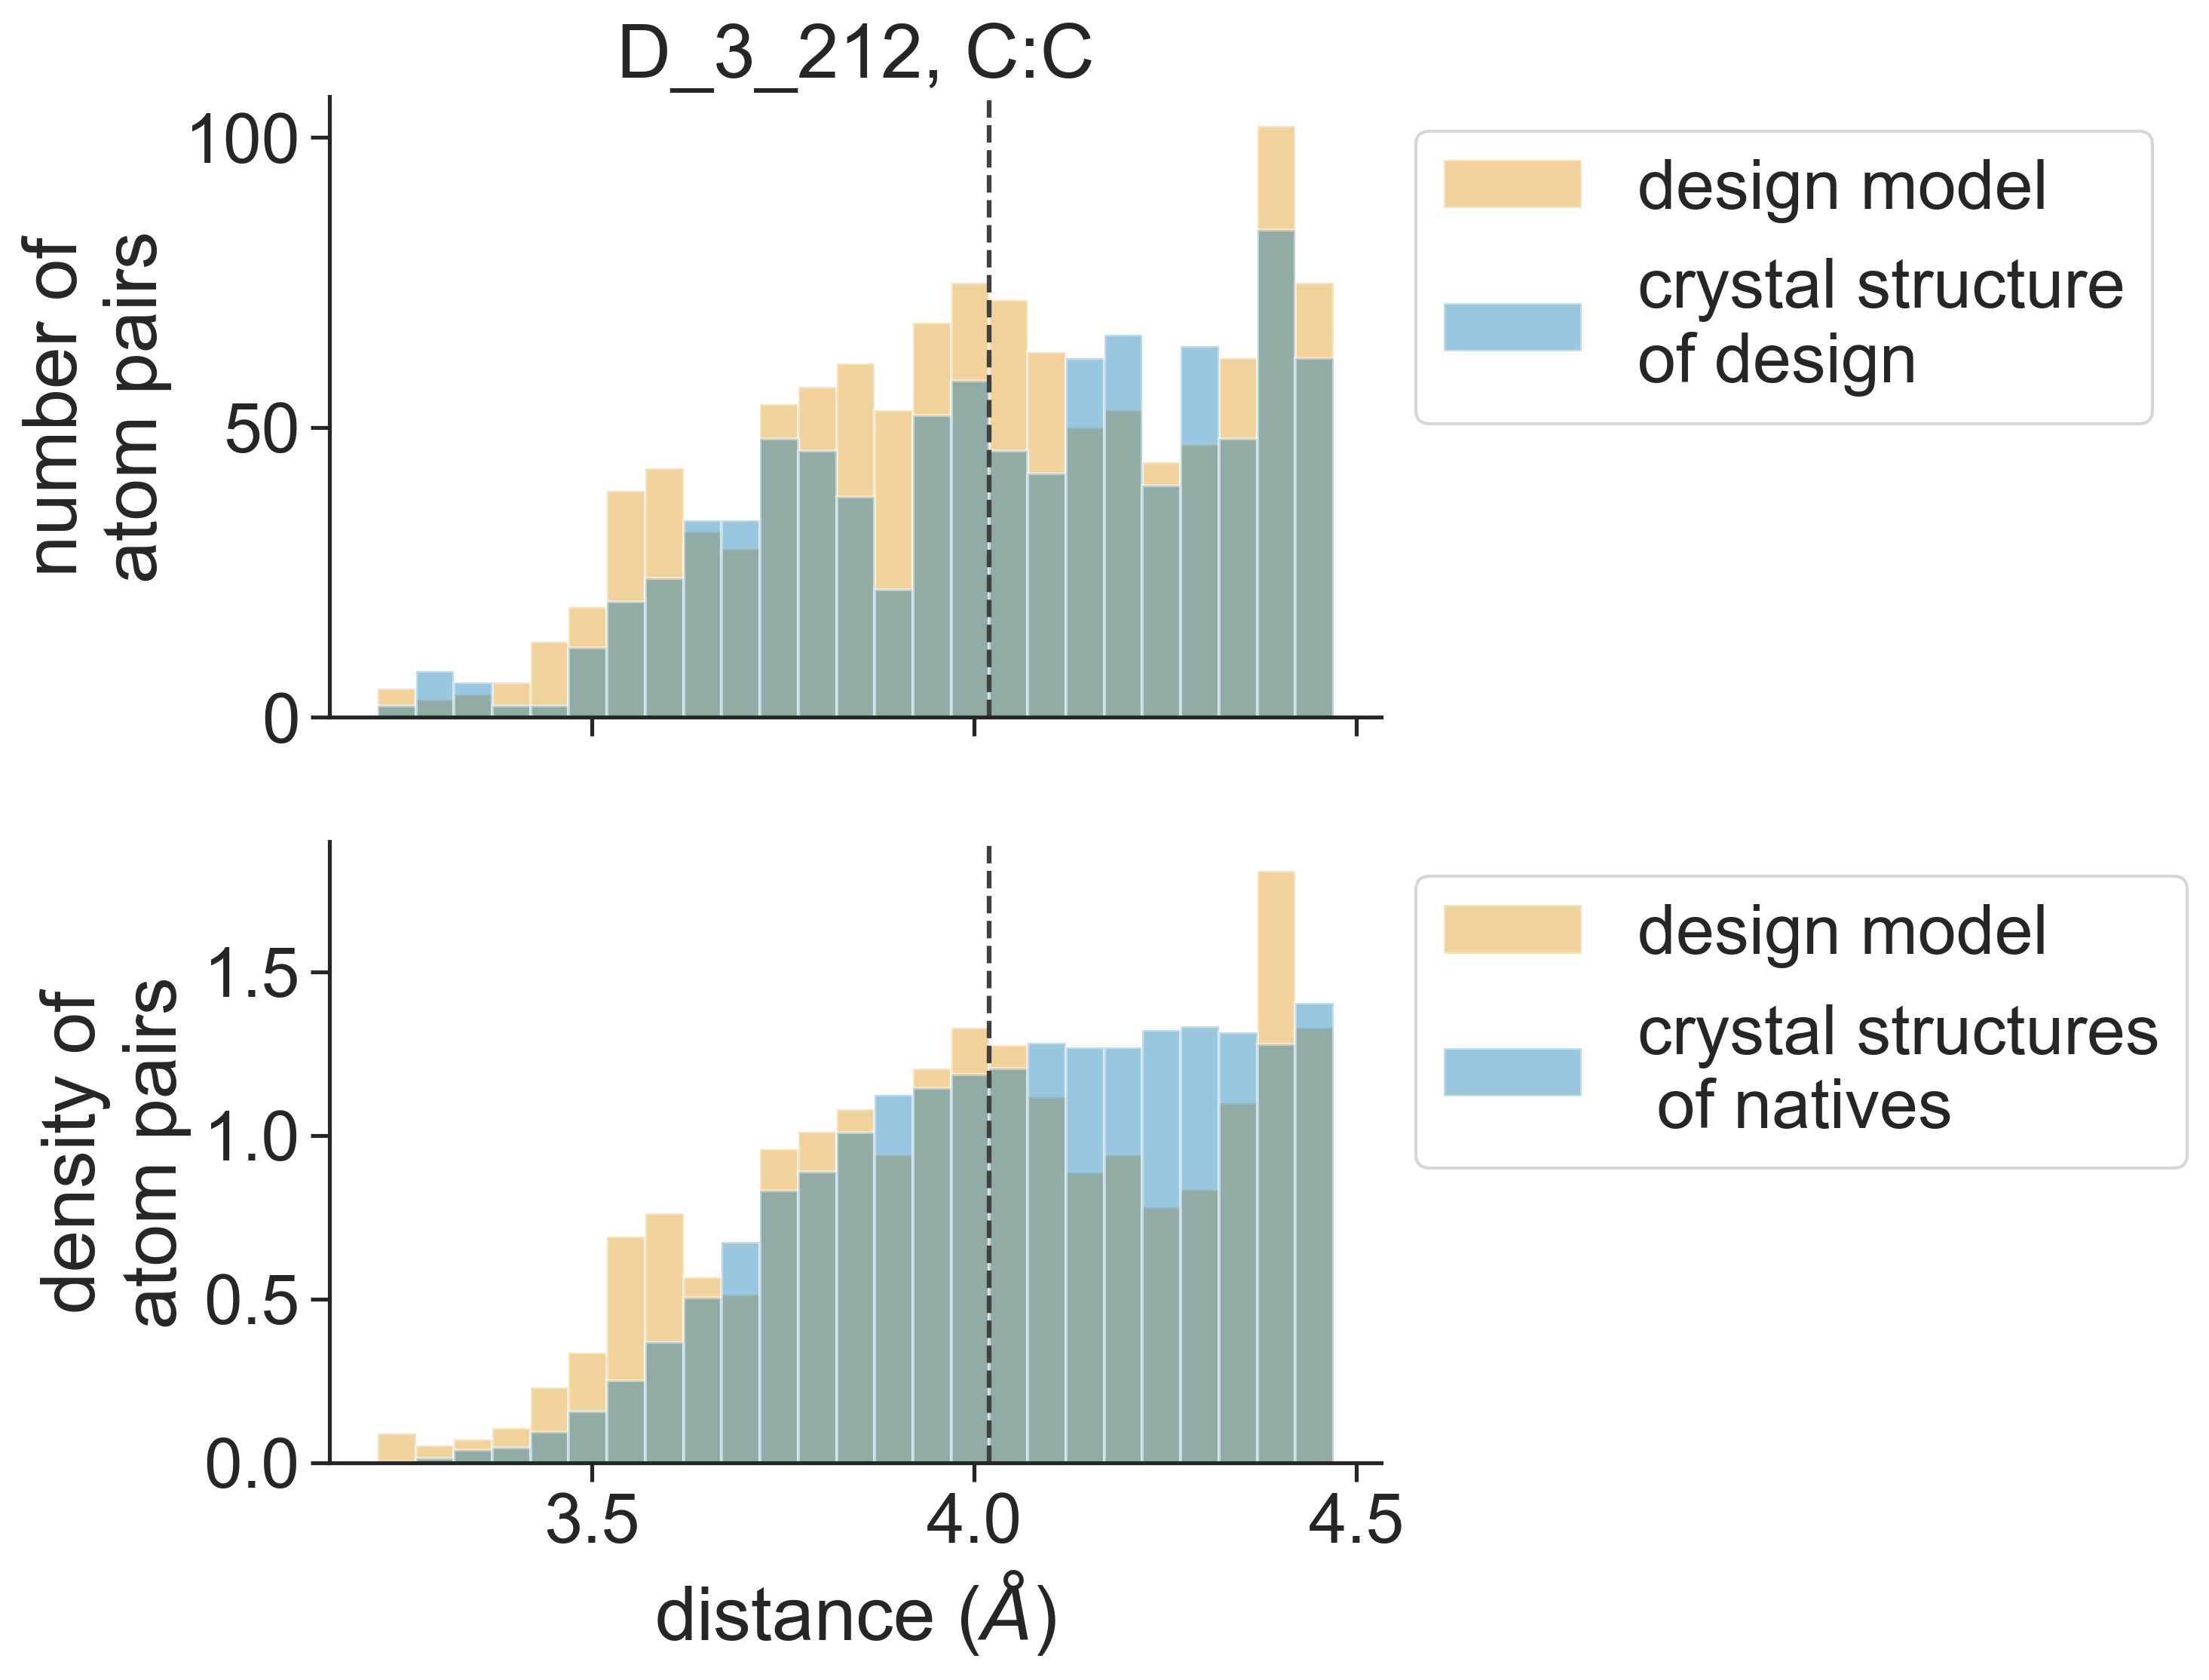 D_3_212, C:C
number of
atom pairs
100
50
0
design model
crystal structure
of design
density of
atom pairs
1.5
1.0
0.5
0.0
design model
crystal structures
of natives
3.5
4.0
4.5
distance (Å)